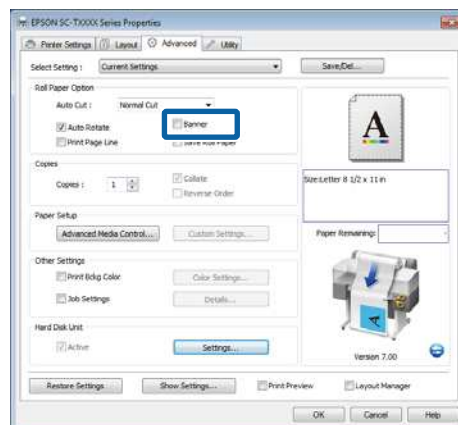 EPSON SC-TXXXX Series Properties
Printer Settings Layout Advanced Utility
Select Setting : Current Settings Save/Del...
Roll Paper Option
Auto Cut : Normal Cut
Auto Rotate Banner
Print Page Line Save Roll Paper
A
Copies
Copies : 1 Collate
Reverse Order
Size:Letter 8 1/2 x 11 in
Paper Setup
Advanced Media Control... Custom Settings...
Paper Remaining:
Other Settings
Print Bckg Color Color Settings...
Job Settings Details...
A
Hard Disk Unit
Active Settings...
Version 7.00
Restore Settings Show Settings... Print Preview Layout Manager
OK Cancel Help